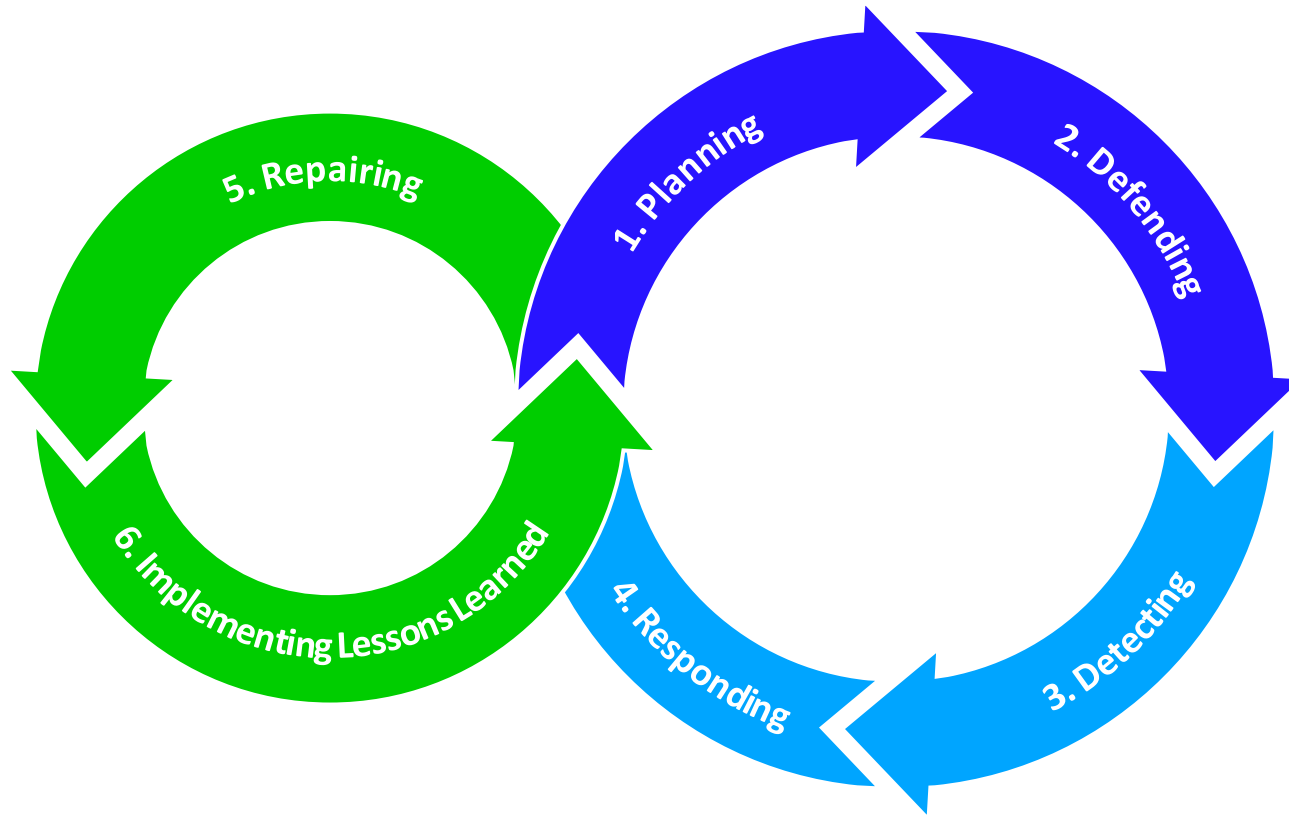 1. Planning
2. Defending
3. Detecting
4. Responding
5. Repairing
6. Implementing Lessons Learned